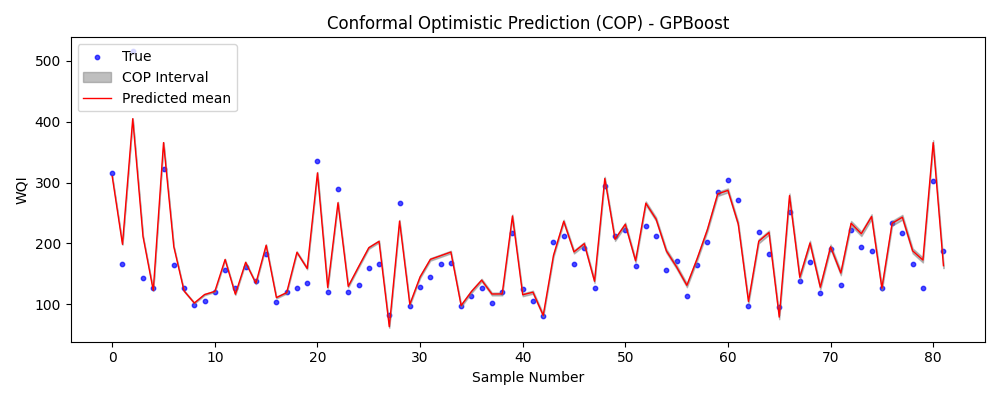 Conformal Optimistic Prediction (COP) - GPBoost
True
COP Interval
Predicted mean
500
400
300
200
100
WQI
0 10 20 30 40 50 60 70 80
Sample Number